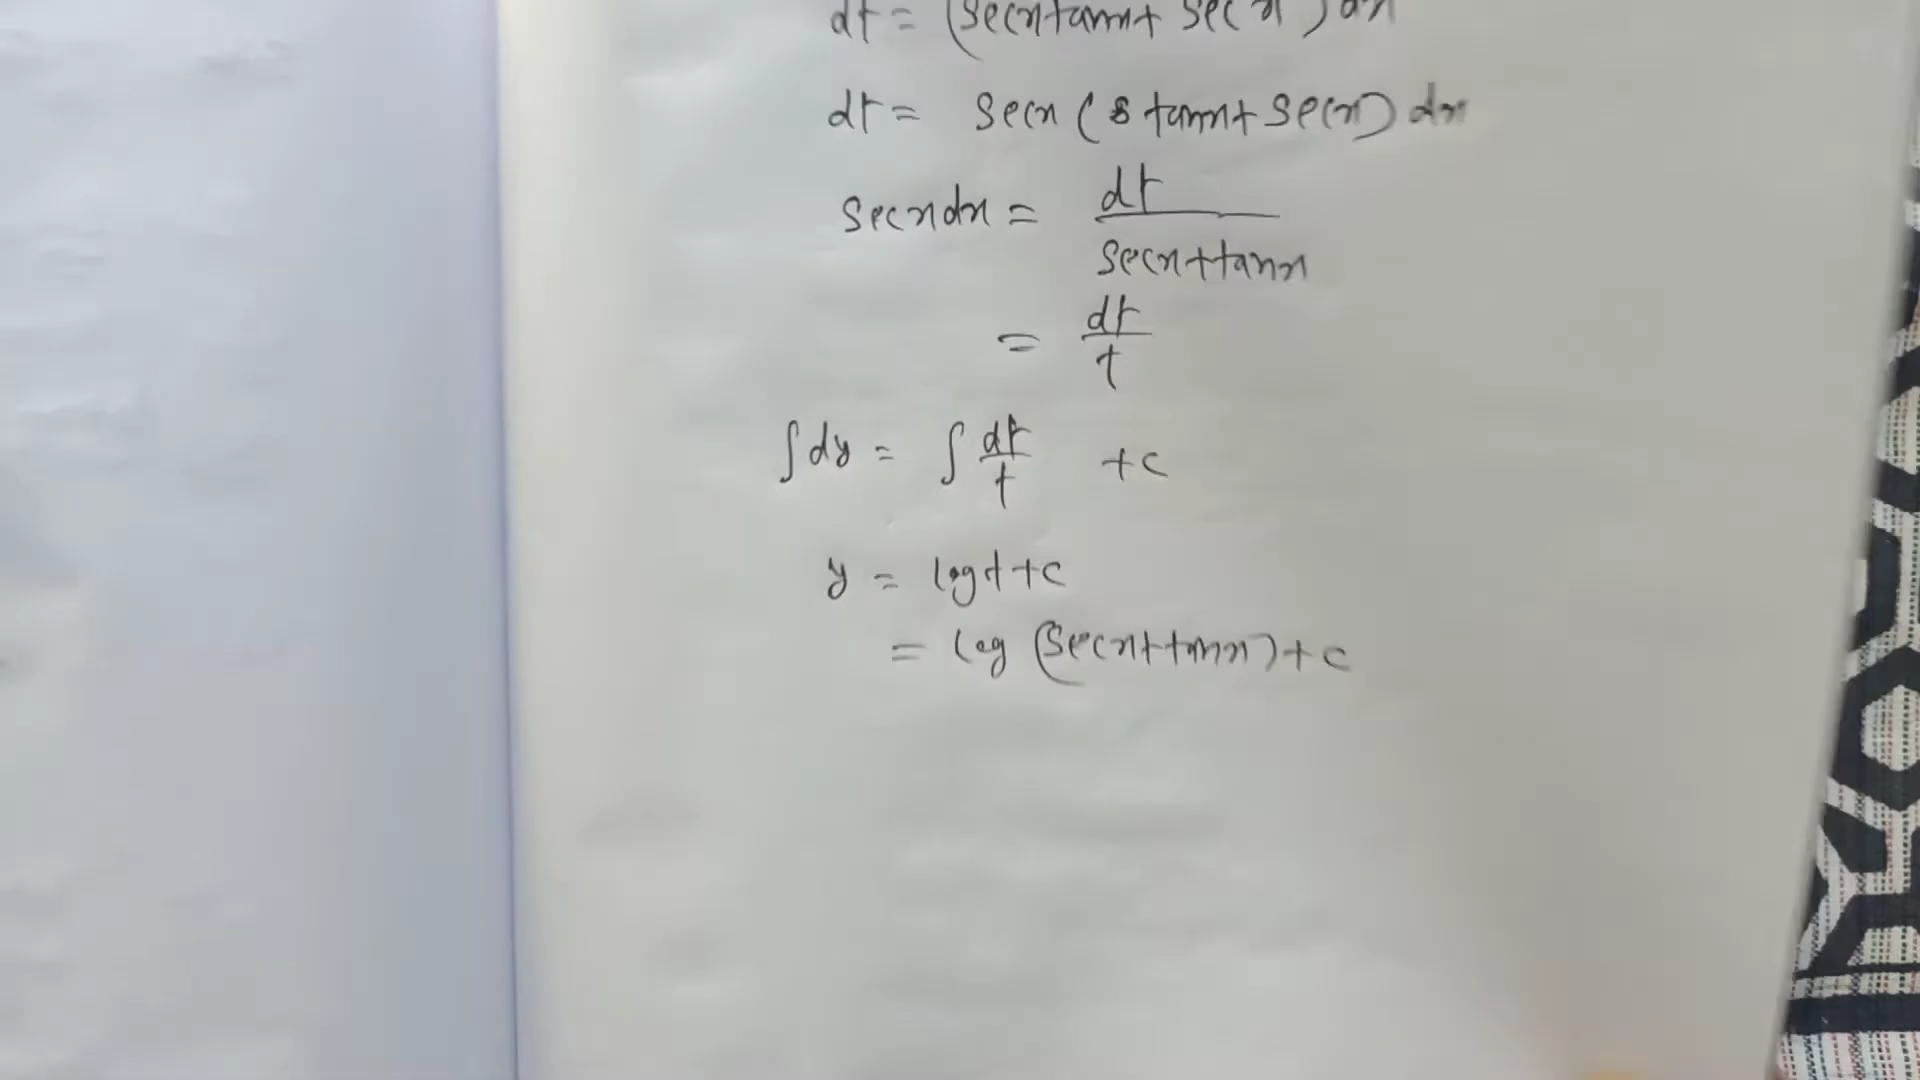 dt = (secx tanx + sec²x) dx
dt = secx (tanx + secx) dx
secx dx = dt / secx + tanx
= dt / t
∫dy = ∫ dt / t + c
y = log t + c
= log (secx + tanx) + c